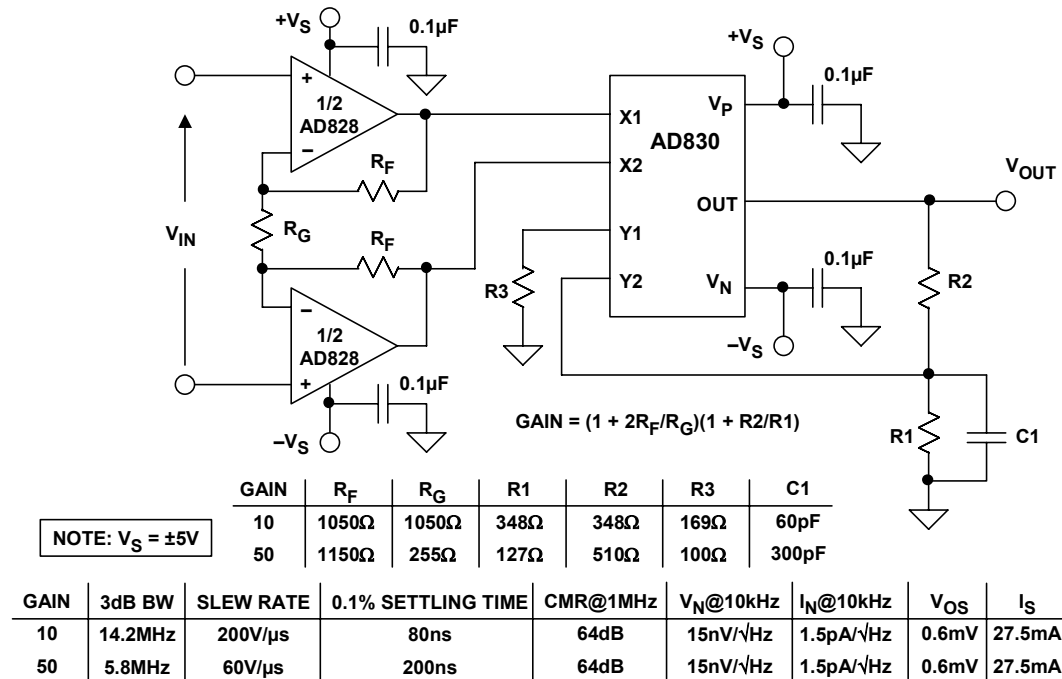 +VS
0.1µF
+
1/2
AD828
−
RF
RG
RF
VIN
−
1/2
AD828
+
0.1µF
−VS
+VS
0.1µF
VP
X1
AD830
X2
OUT
Y1
Y2
VN
R3
0.1µF
−VS
VOUT
R2
R1
C1
GAIN = (1 + 2RF/RG)(1 + R2/R1)
NOTE: VS = ±5V
GAIN RF RG R1 R2 R3 C1
10 1050Ω 1050Ω 348Ω 348Ω 169Ω 60pF
50 1150Ω 255Ω 127Ω 510Ω 100Ω 300pF
GAIN 3dB BW SLEW RATE 0.1% SETTLING TIME CMR@1MHz VN@10kHz IN@10kHz VOS IS
10 14.2MHz 200V/µs 80ns 64dB 15nV/√Hz 1.5pA/√Hz 0.6mV 27.5mA
50 5.8MHz 60V/µs 200ns 64dB 15nV/√Hz 1.5pA/√Hz 0.6mV 27.5mA